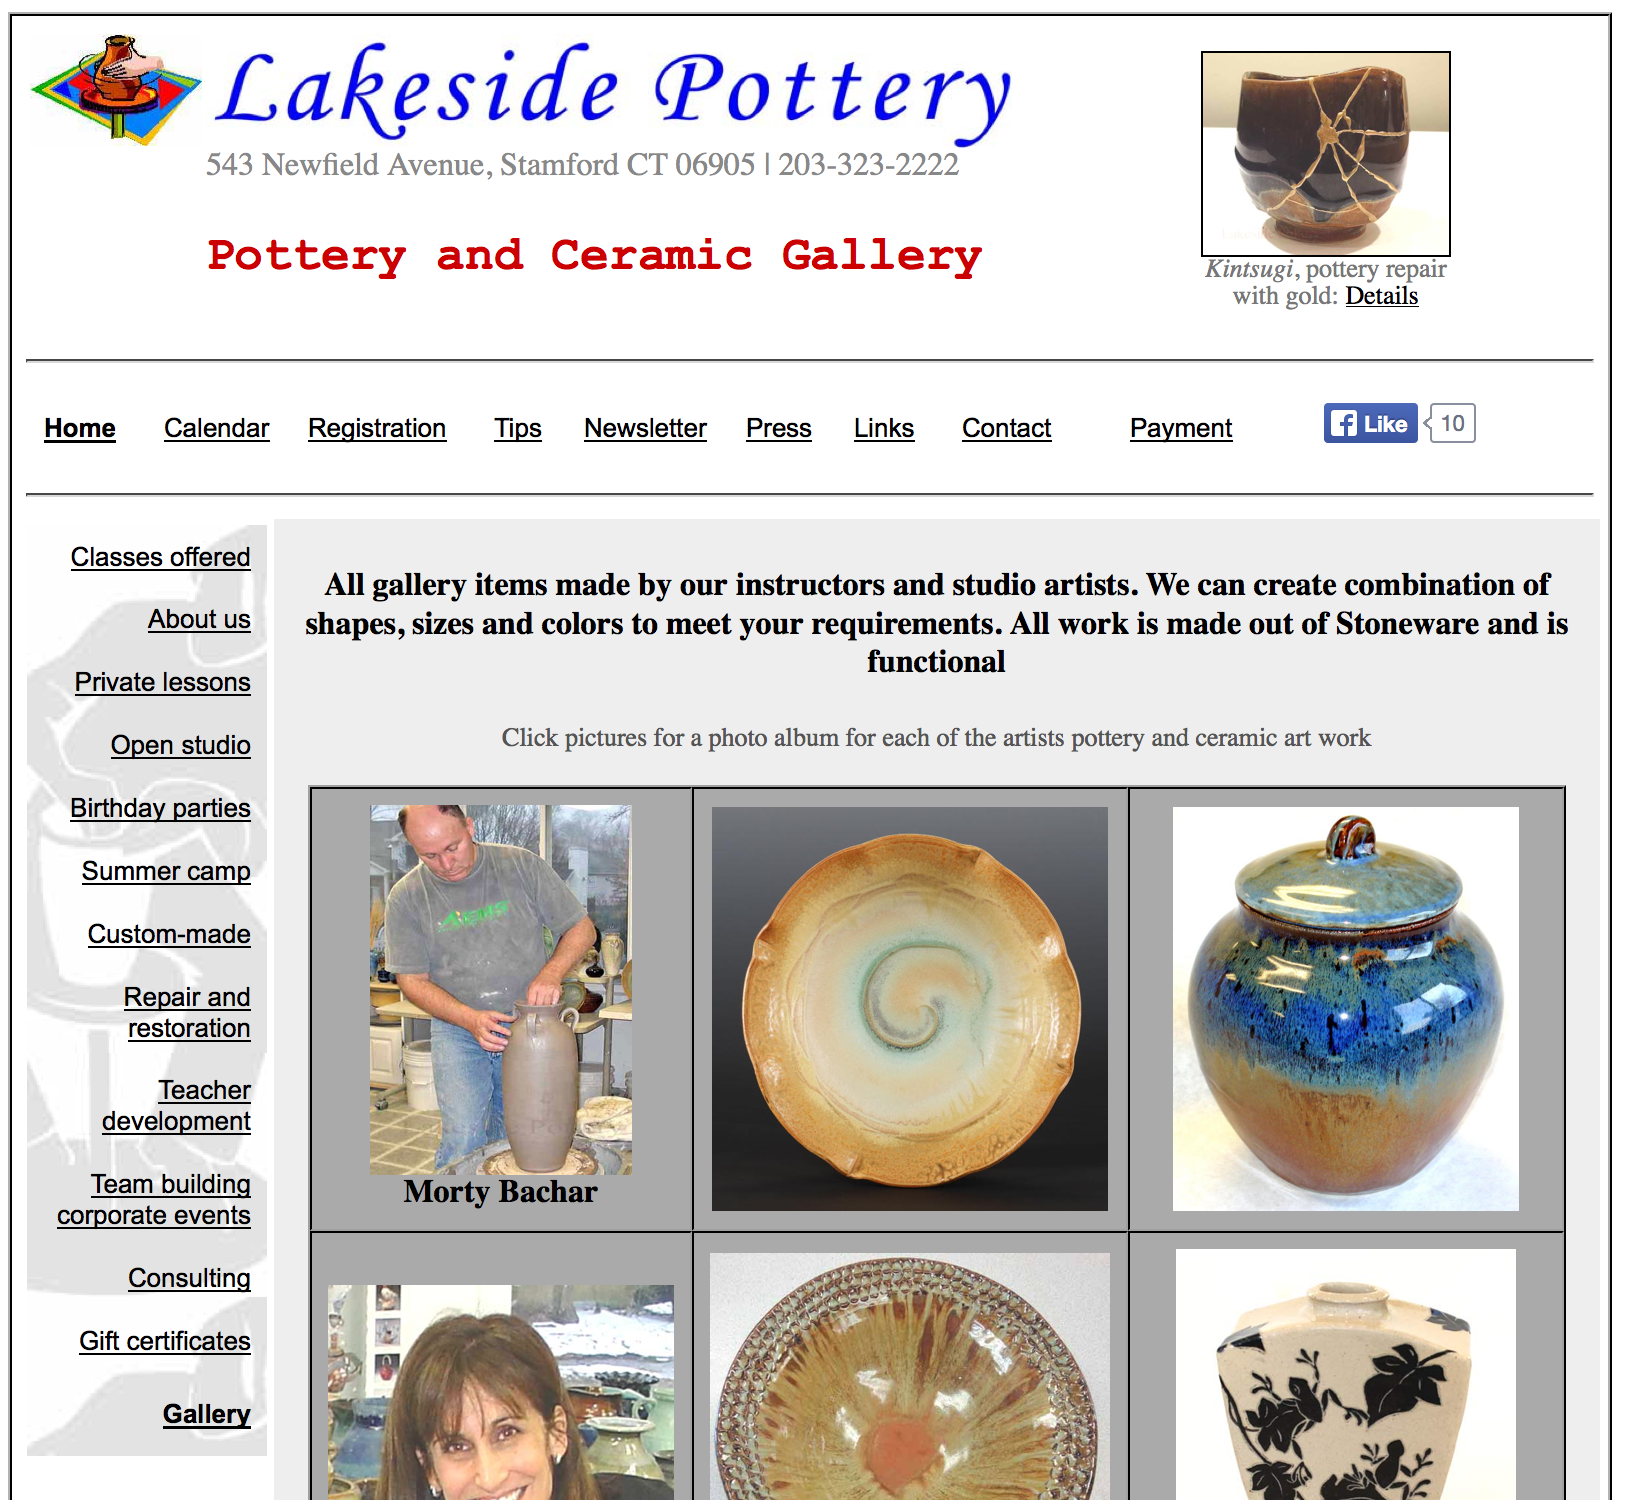 Lakeside Pottery
543 Newfield Avenue, Stamford CT 06905 | 203-323-2222
Pottery and Ceramic Gallery
Kintsugi, pottery repair
with gold: Details
Home Calendar Registration Tips Newsletter Press Links Contact Payment Like 10
Classes offered
About us
Private lessons
Open studio
Birthday parties
Summer camp
Custom-made
Repair and
restoration
Teacher
development
Team building
corporate events
Consulting
Gift certificates
Gallery
All gallery items made by our instructors and studio artists. We can create combination of
shapes, sizes and colors to meet your requirements. All work is made out of Stoneware and is
functional
Click pictures for a photo album for each of the artists pottery and ceramic art work
Morty Bachar